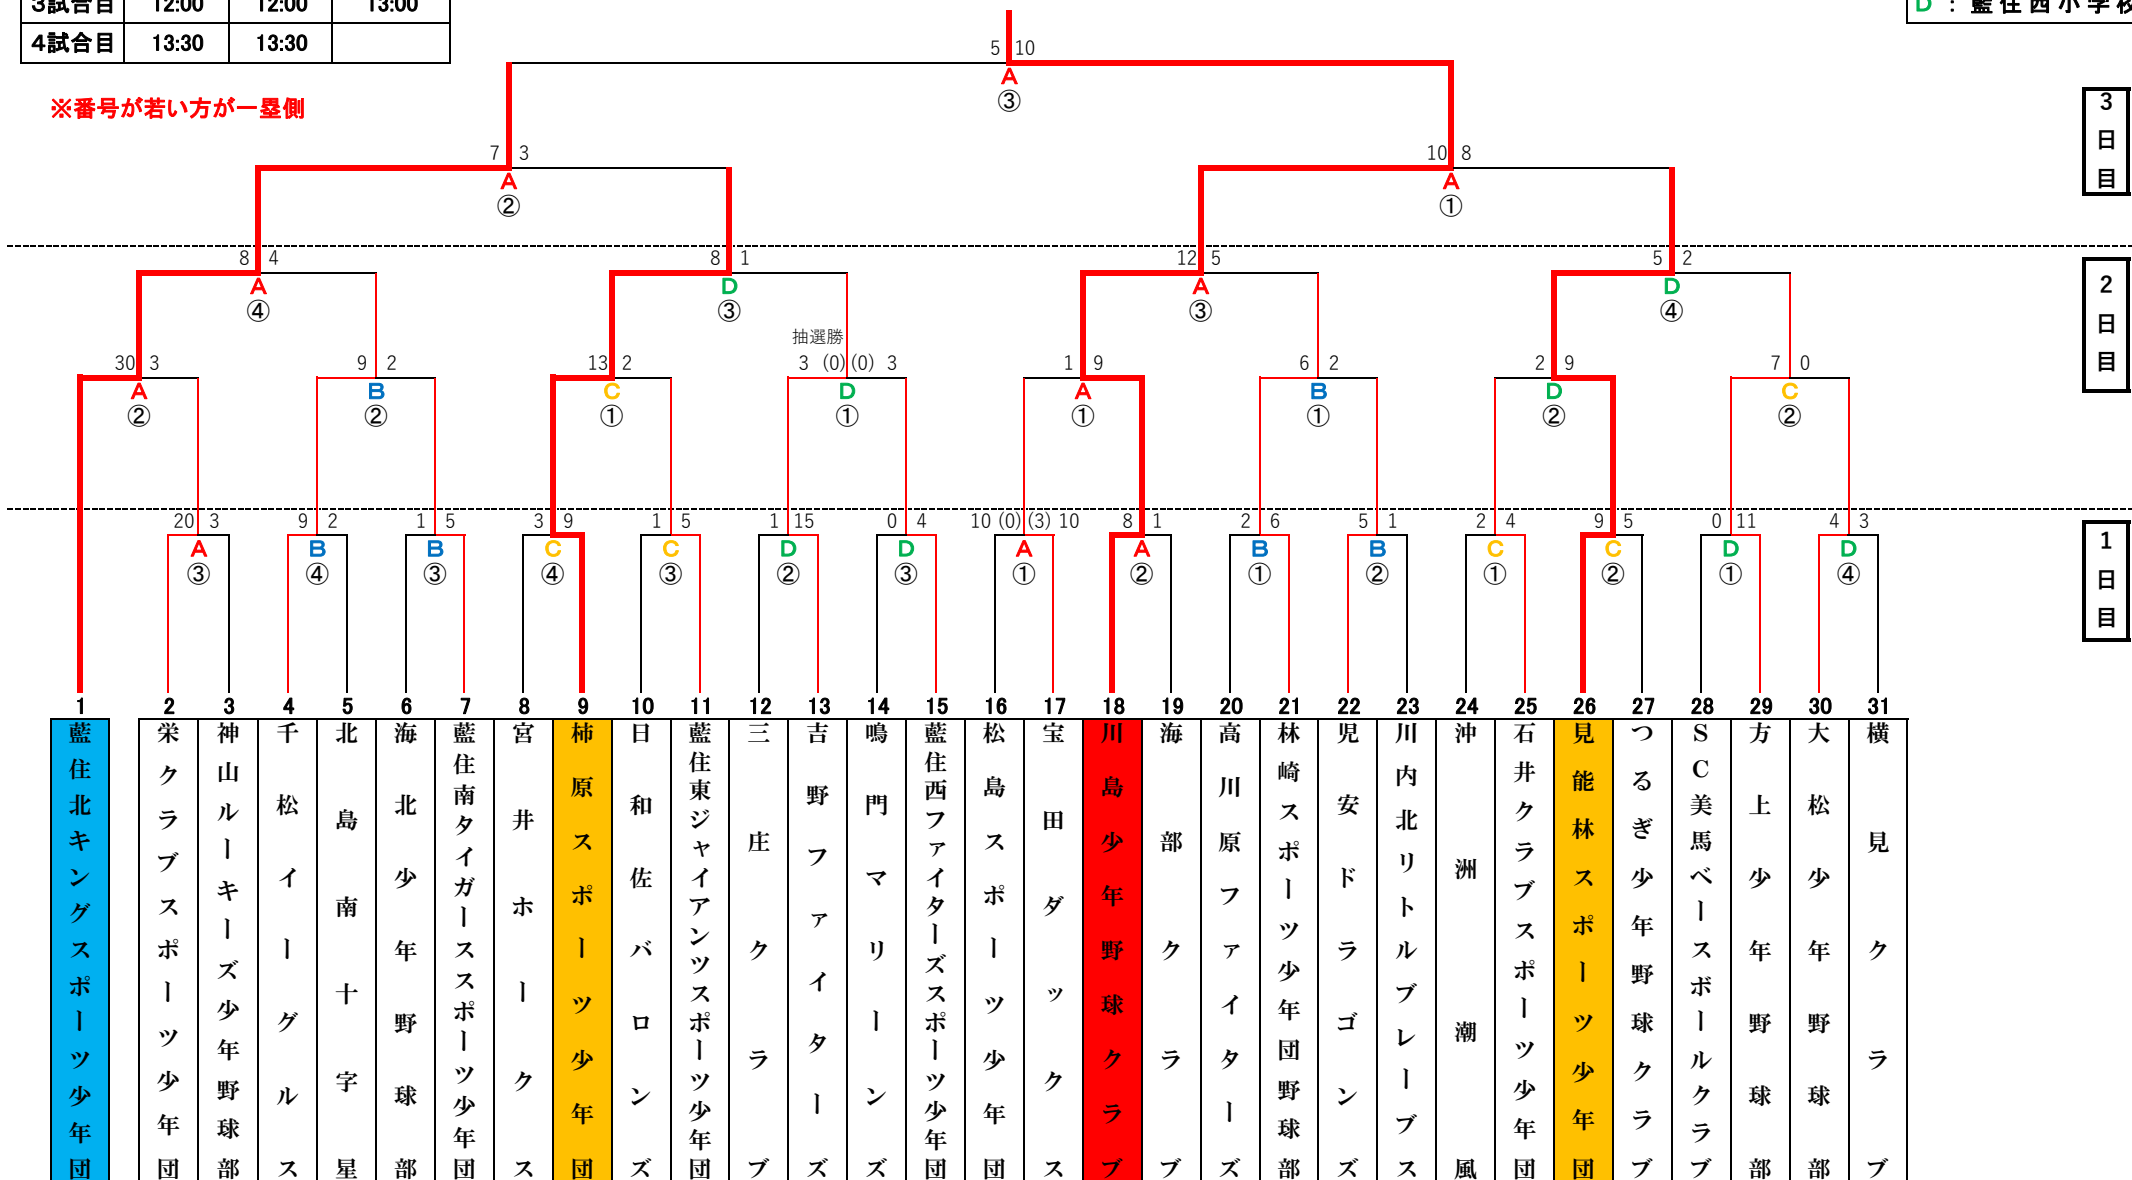 3試合目 12:00 12:00 13:00
4試合目 13:30 13:30
D : 藍住西小学校
※番号が若い方が一塁側
5 10
A
③
7 3
A
②
10 8
A
①
3日目
8 4
A
④
8 1
D
③
12 5
A
③
5 2
D
④
2日目
抽選勝
30 3
A
②
9 2
B
②
13 2
C
①
3 (0) (0) 3
D
①
1 9
A
①
6 2
B
①
2 9
D
②
7 0
C
②
20 3
A
③
9 2
B
④
1 5
B
③
3 9
C
④
1 5
C
③
1 15
D
②
0 4
D
③
10 (0) (3) 10
A
①
8 1
A
②
2 6
B
①
5 1
B
②
2 4
C
①
9 5
C
②
0 11
D
①
4 3
D
④
1日目
1 2 3 4 5 6 7 8 9 10 11 12 13 14 15 16 17 18 19 20 21 22 23 24 25 26 27 28 29 30 31
藍住北キングスポーツ少年団
栄クラブスポーツ少年団
神山ルーキーズ少年野球部
千松イーグルス
北島南十字星
海北少年野球部
藍住南タイガーススポーツ少年団
宮井ホークス
柿原スポーツ少年団
日和佐バロンズ
藍住東ジャイアンツスポーツ少年団
三庄クラブ
吉野ファイターズ
鳴門マリーンズ
藍住西ファイターズスポーツ少年団
松島スポーツ少年団
宝田ダックス
川島少年野球クラブ
海部クラブ
高川原ファイターズ
林崎スポーツ少年団野球部
児安ドラゴンズ
川内北リトルブレーブス
沖洲潮風
石井クラブスポーツ少年団
見能林スポーツ少年団
つるぎ少年野球クラブ
SC美馬ベースボールクラブ
方上少年野球部
大松少年野球部
横見クラブ